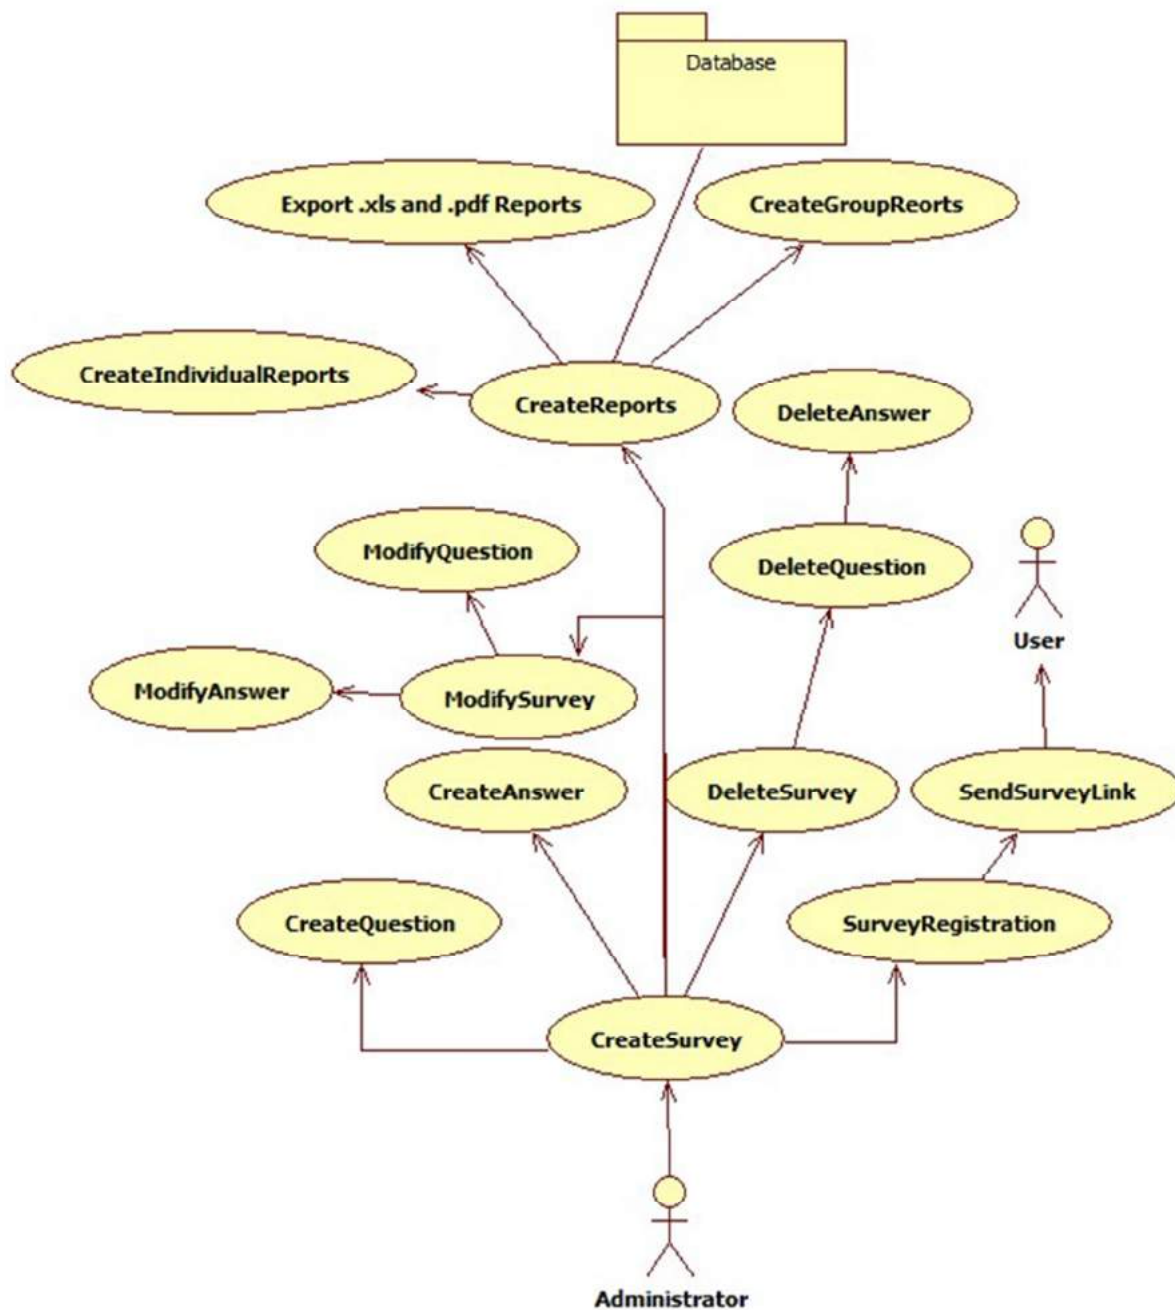 Database
Export .xls and .pdf Reports
CreateGroupReorts
CreateIndividualReports
CreateReports
DeleteAnswer
ModifyQuestion
DeleteQuestion
User
ModifyAnswer
ModifySurvey
CreateAnswer
DeleteSurvey
SendSurveyLink
CreateQuestion
SurveyRegistration
CreateSurvey
Administrator